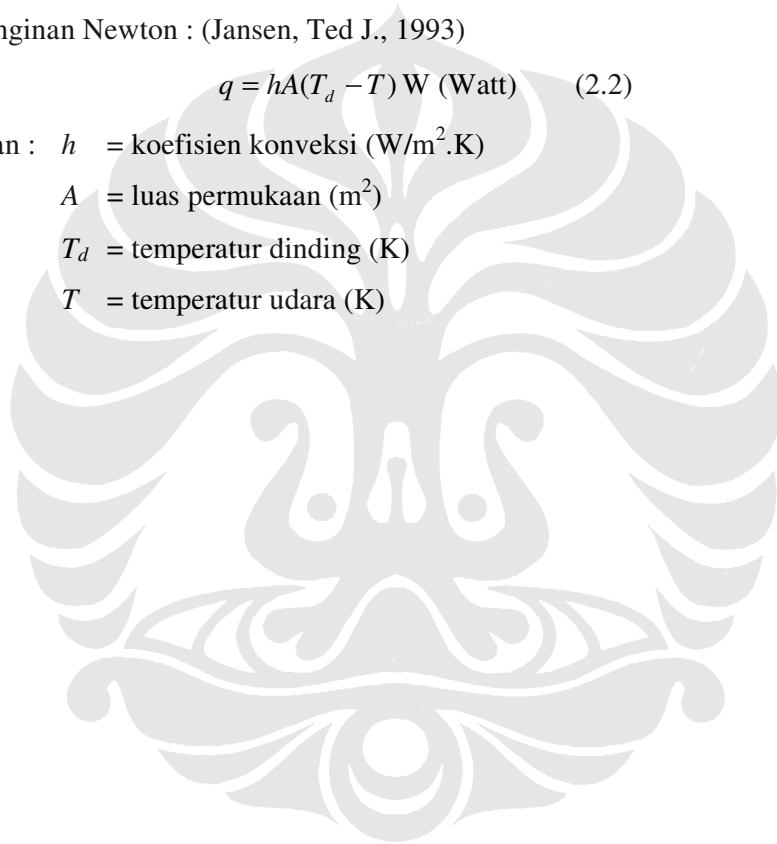 nginan Newton : (Jansen, Ted J., 1993)
q = hA(T_d − T) W (Watt) (2.2)
an : h = koefisien konveksi (W/m².K)
A = luas permukaan (m²)
T_d = temperatur dinding (K)
T = temperatur udara (K)